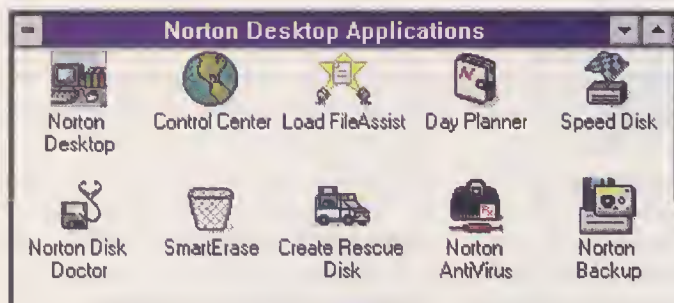 Norton Desktop Applications
Norton Desktop
Control Center
Load FileAssist
Day Planner
Speed Disk
Norton Disk Doctor
SmartErase
Create Rescue Disk
Norton AntiVirus
Norton Backup